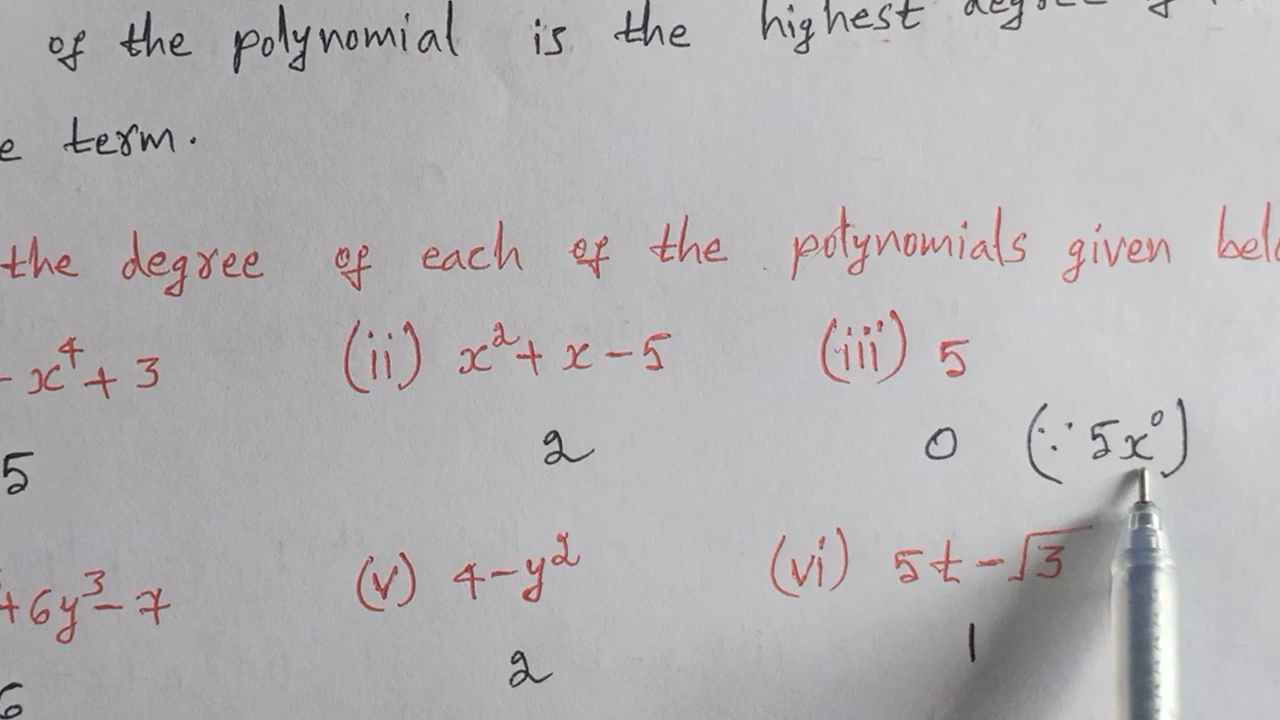 of the polynomial is the highest
e term.
the degree of each of the polynomials given
- x⁴ + 3 (ii) x² + x - 5 (iii) 5
5 2 0 (∵ 5x⁰)
+ 6y³ - 7 (v) 4 - y² (vi) 5t - √3
6 2 1